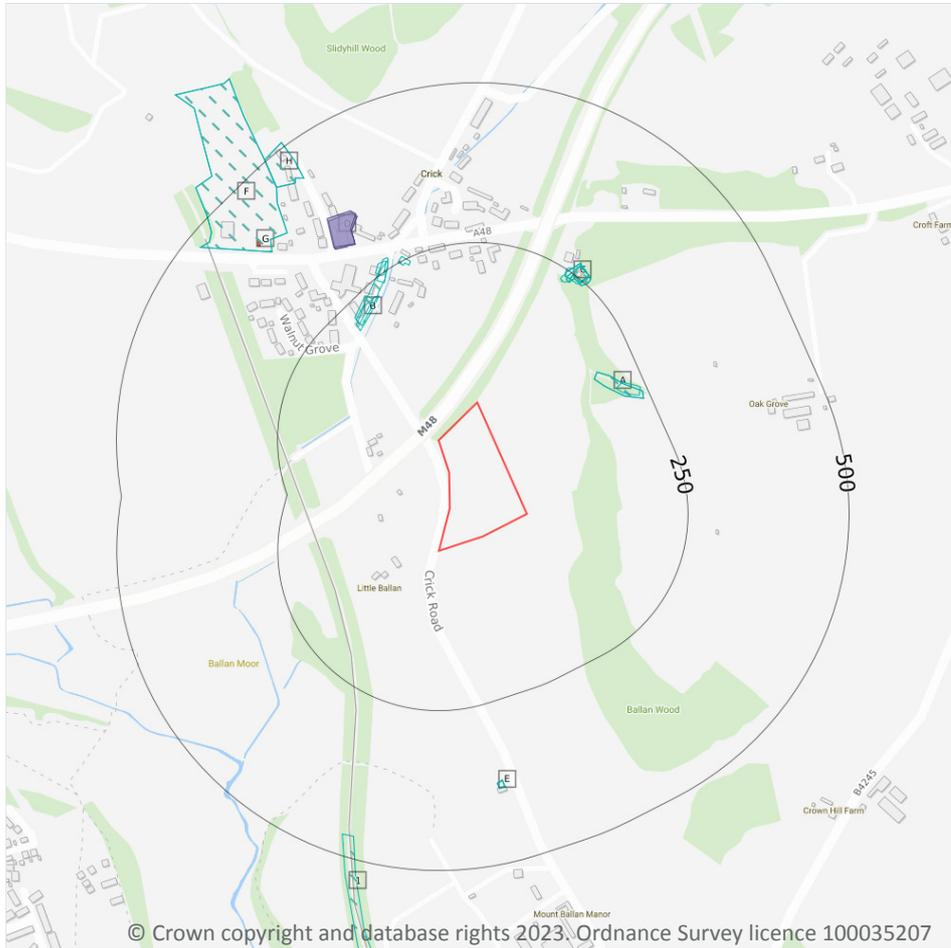 Slidyhill Wood
H
Crick
F
G
A48
Croft Farm
C
B
Walnut Grove
A
Oak Grove
M48
250
500
Little Ballan
Crick Road
Ballan Moor
Ballan Wood
E
B4245
Crown Hill Farm
1
Mount Ballan Manor
© Crown copyright and database rights 2023. Ordnance Survey licence 100035207